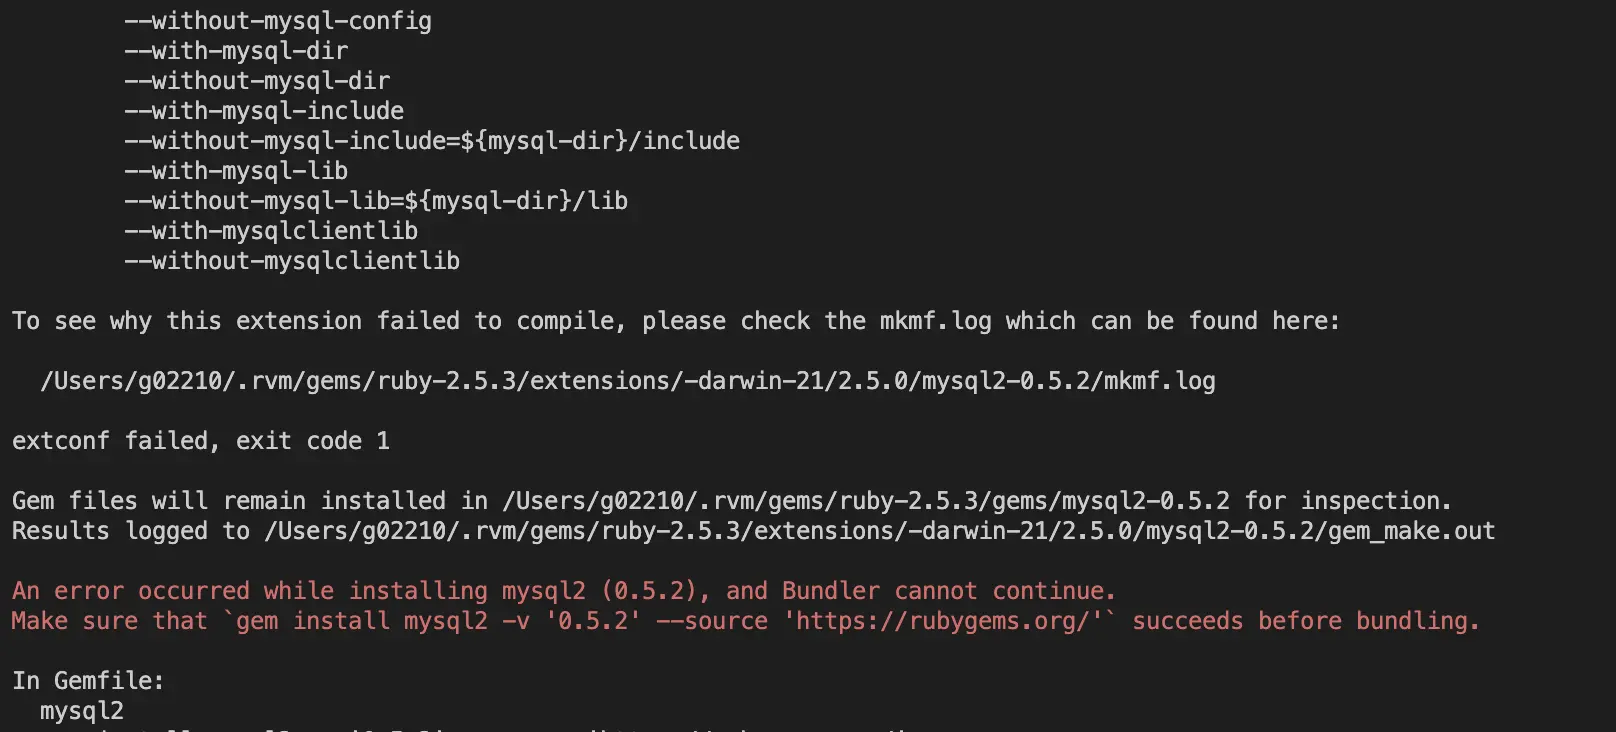 --without-mysql-config
--with-mysql-dir
--without-mysql-dir
--with-mysql-include
--without-mysql-include=${mysql-dir}/include
--with-mysql-lib
--without-mysql-lib=${mysql-dir}/lib
--with-mysqlclientlib
--without-mysqlclientlib
To see why this extension failed to compile, please check the mkmf.log which can be found here:
/Users/g02210/.rvm/gems/ruby-2.5.3/extensions/-darwin-21/2.5.0/mysql2-0.5.2/mkmf.log
extconf failed, exit code 1
Gem files will remain installed in /Users/g02210/.rvm/gems/ruby-2.5.3/gems/mysql2-0.5.2 for inspection.
Results logged to /Users/g02210/.rvm/gems/ruby-2.5.3/extensions/-darwin-21/2.5.0/mysql2-0.5.2/gem_make.out
An error occurred while installing mysql2 (0.5.2), and Bundler cannot continue.
Make sure that `gem install mysql2 -v '0.5.2' --source 'https://rubygems.org/'` succeeds before bundling.
In Gemfile:
mysql2